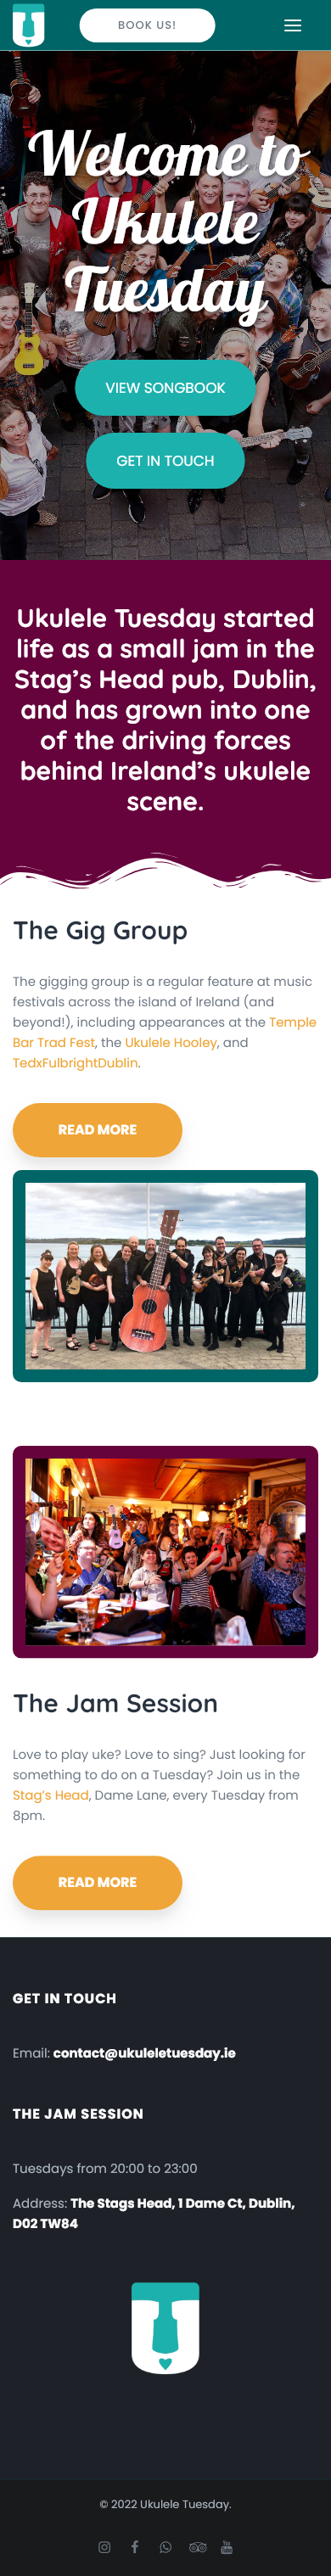 BOOK US!
Welcome to
Ukulele
Tuesday
VIEW SONGBOOK
GET IN TOUCH
Ukulele Tuesday started
life as a small jam in the
Stag’s Head pub, Dublin,
and has grown into one
of the driving forces
behind Ireland’s ukulele
scene.
The Gig Group
The gigging group is a regular feature at music
festivals across the island of Ireland (and
beyond!), including appearances at the Temple
Bar Trad Fest, the Ukulele Hooley, and
TedxFulbrightDublin.
READ MORE
The Jam Session
Love to play uke? Love to sing? Just looking for
something to do on a Tuesday? Join us in the
Stag’s Head, Dame Lane, every Tuesday from
8pm.
READ MORE
GET IN TOUCH
Email: contact@ukuleletuesday.ie
THE JAM SESSION
Tuesdays from 20:00 to 23:00
Address: The Stags Head, 1 Dame Ct, Dublin,
D02 TW84
© 2022 Ukulele Tuesday.